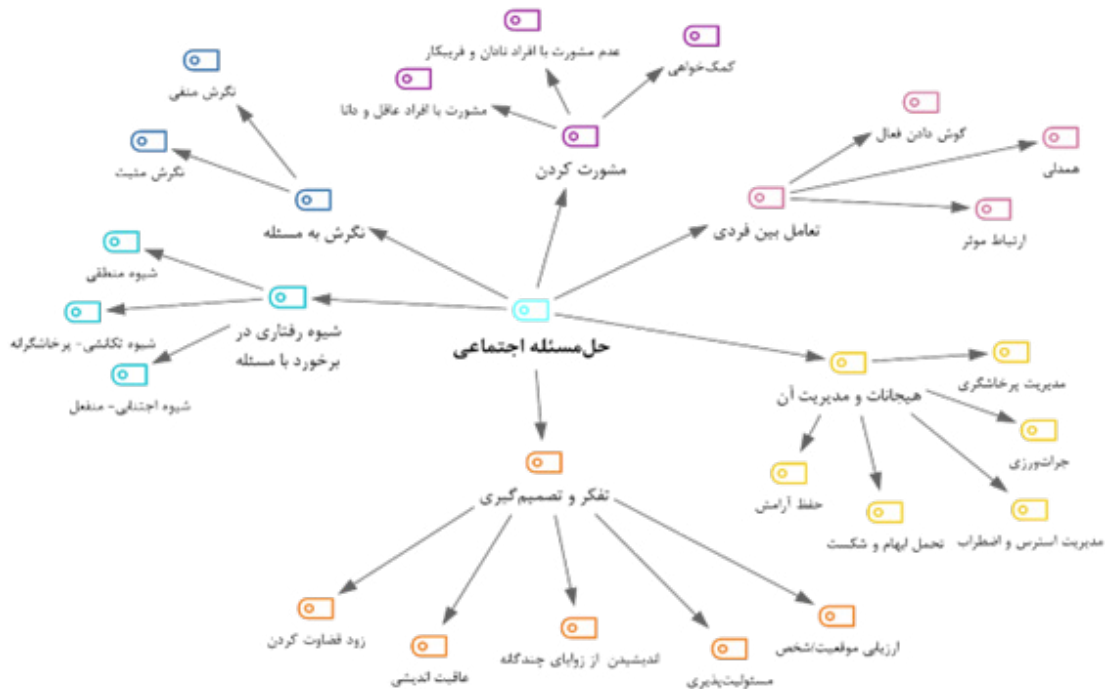 عدم مشورت با افراد نادان و فریبکار
کمک‌خواهی
مشورت با افراد عاقل و دانا
مشورت کردن
نگرش منفی
نگرش مثبت
نگرش به مسئله
گوش دادن فعال
همدلی
ارتباط موثر
تعامل بین فردی
شیوه منطقی
شیوه تکانشی- پرخاشگرانه
شیوه اجتنابی- منفعل
شیوه رفتاری در
برخورد با مسئله
حل‌مسئله اجتماعی
هیجانات و مدیریت آن
مدیریت پرخاشگری
جرات‌ورزی
مدیریت استرس و اضطراب
تحمل ابهام و شکست
حفظ آرامش
تفکر و تصمیم‌گیری
ارزیابی موقعیت/شخص
مسئولیت‌پذیری
اندیشیدن از زوایای چندگانه
عاقبت اندیشی
زود قضاوت کردن